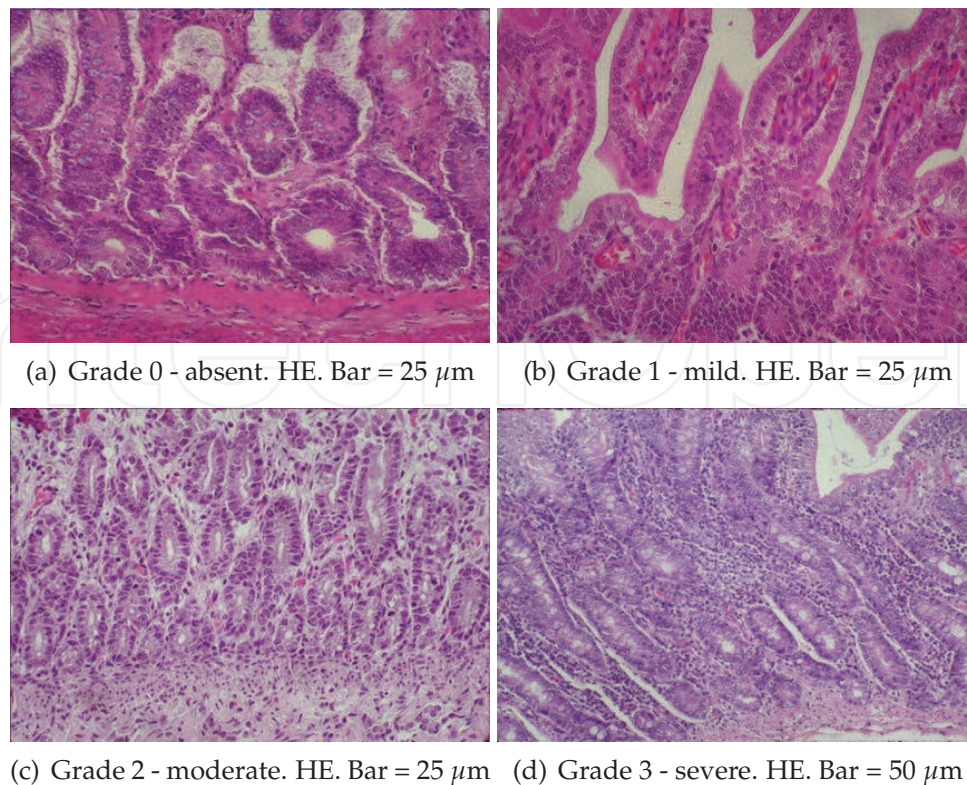 (a) Grade 0 - absent. HE. Bar = 25 µm
(b) Grade 1 - mild. HE. Bar = 25 µm
(c) Grade 2 - moderate. HE. Bar = 25 µm
(d) Grade 3 - severe. HE. Bar = 50 µm